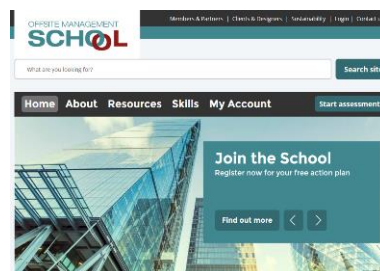 OFFSITE MANAGEMENT
SCHOOL
Members & Partners | Clients & Designers | Sustainability | Login | Contact
What are you looking for?
Search site
Home About Resources Skills My Account
Start assessment
Join the School
Register now for your free action plan
Find out more < >